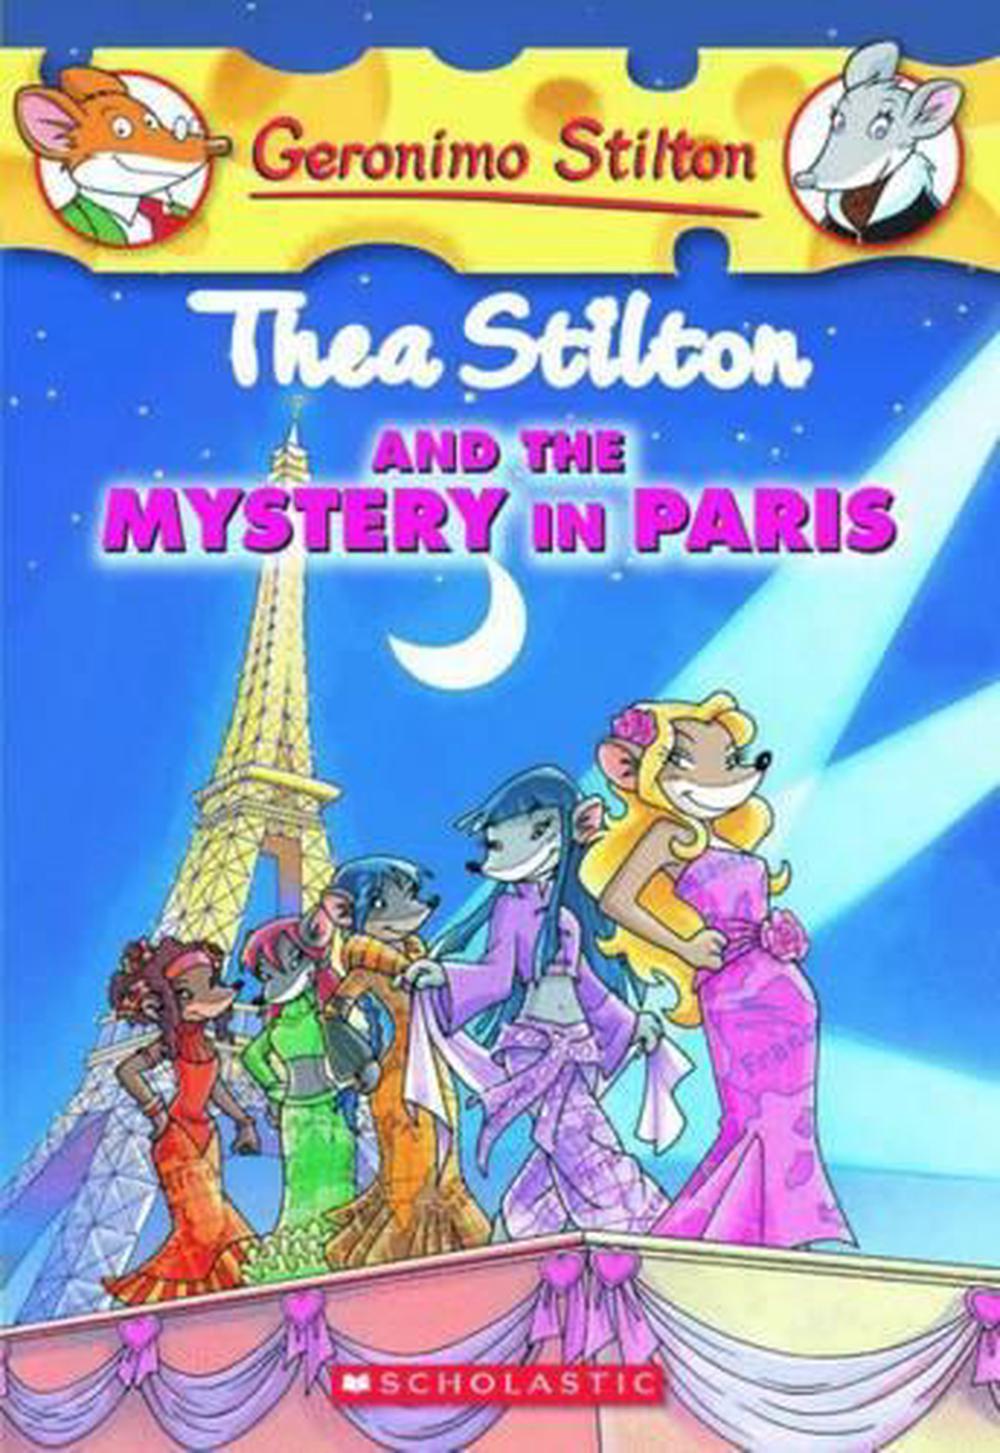 Geronimo Stilton
Thea Stilton
AND THE
MYSTERY IN PARIS
SCHOLASTIC